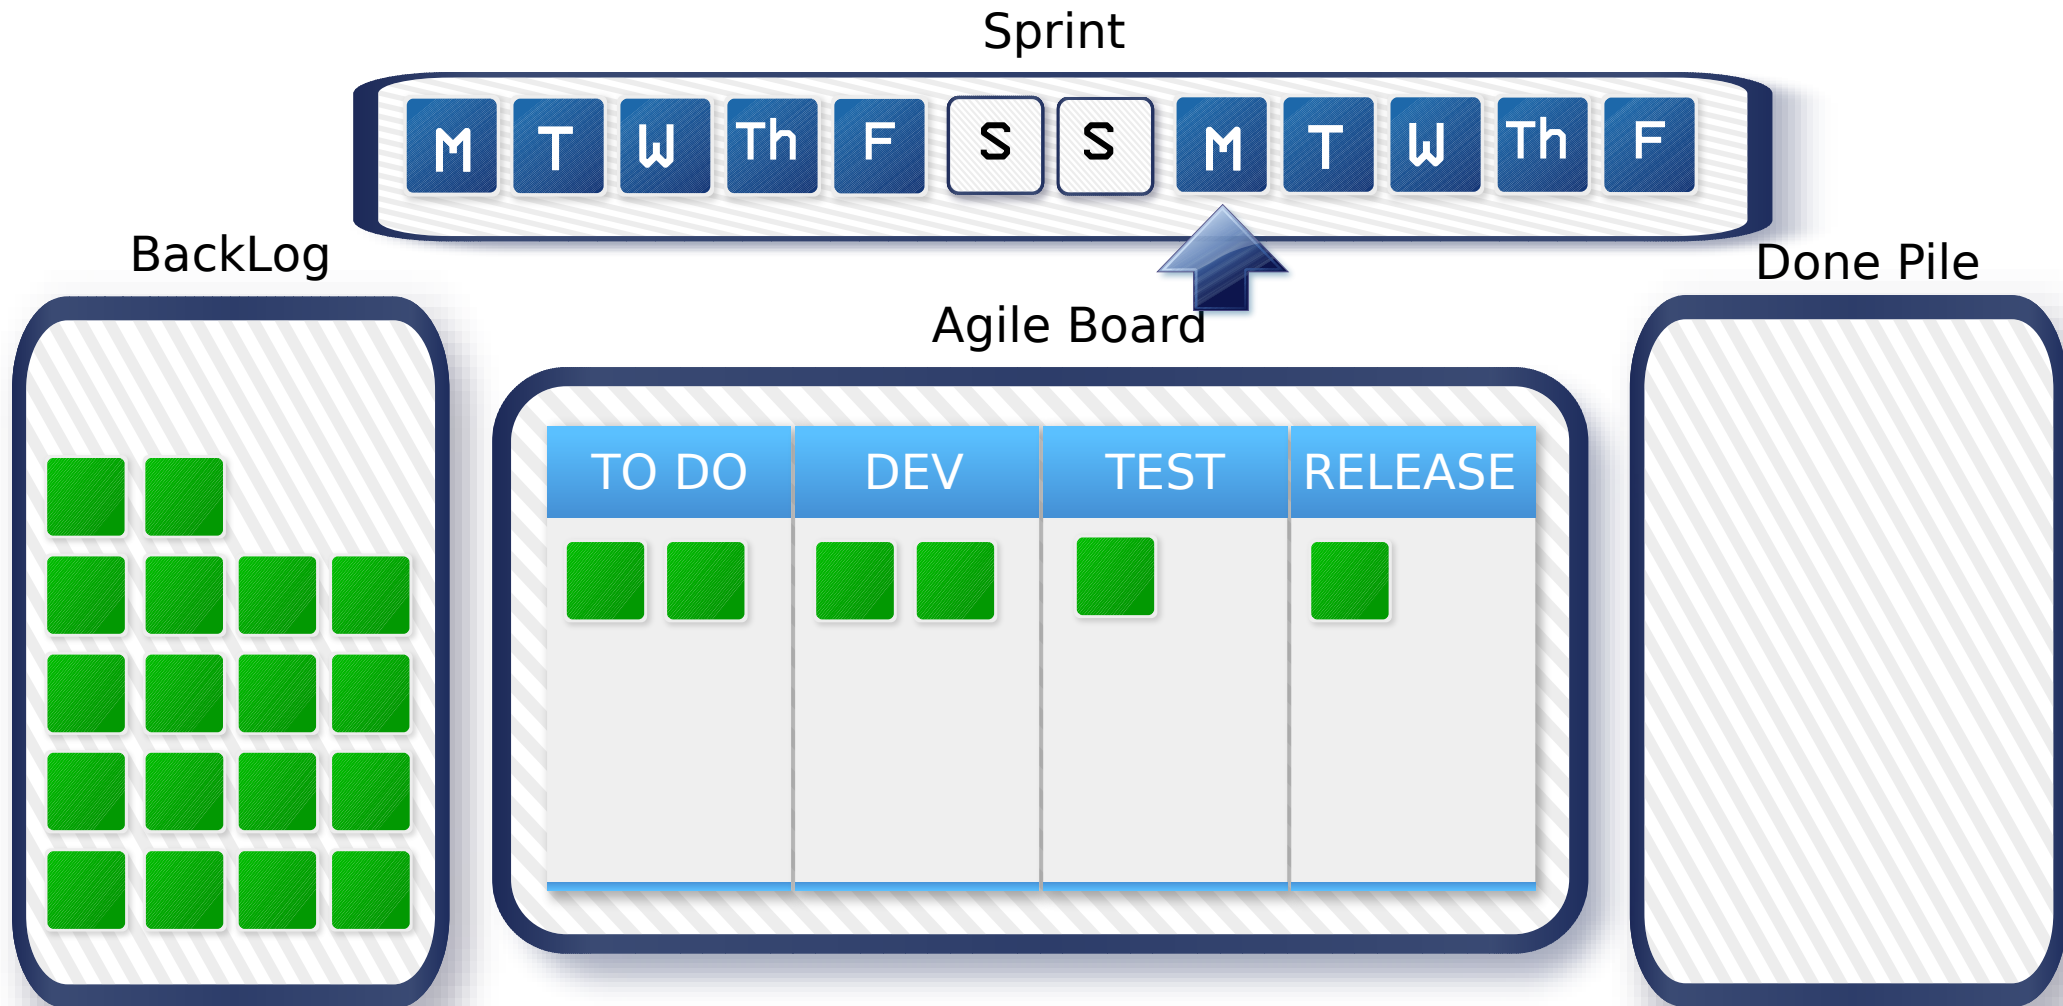 Sprint
M T W Th F S S M T W Th F
BackLog
Done Pile
Agile Board
TO DO DEV TEST RELEASE